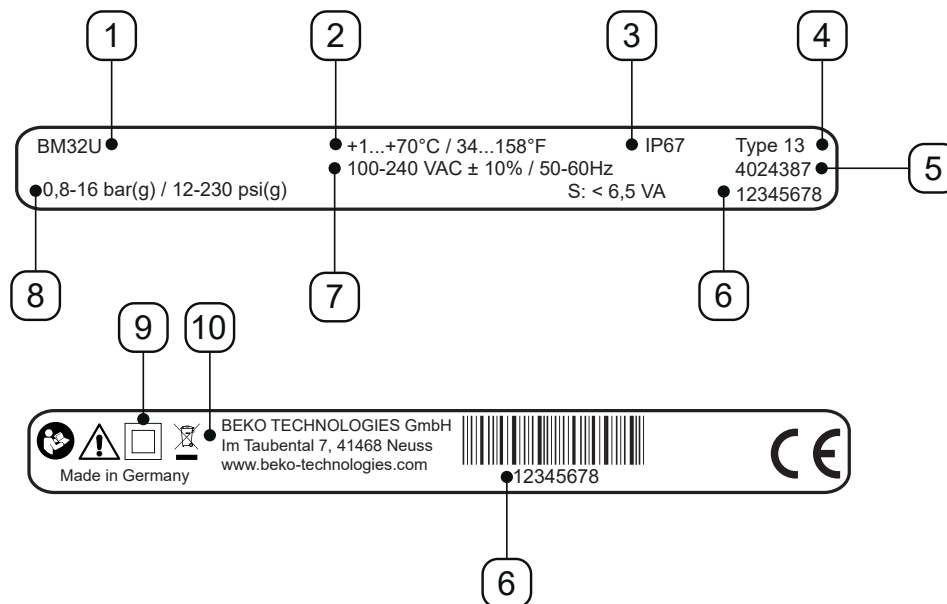 1 2 3 4
BM32U +1...+70°C / 34...158°F IP67 Type 13
100-240 VAC ± 10% / 50-60Hz 4024387 5
0,8-16 bar(g) / 12-230 psi(g) S: < 6,5 VA 12345678
8 7 6
9 10
BEKO TECHNOLOGIES GmbH
Im Taubental 7, 41468 Neuss
Made in Germany www.beko-technologies.com
12345678
CE
6